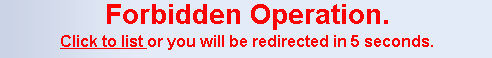 Forbidden Operation.
Click to list or you will be redirected in 5 seconds.